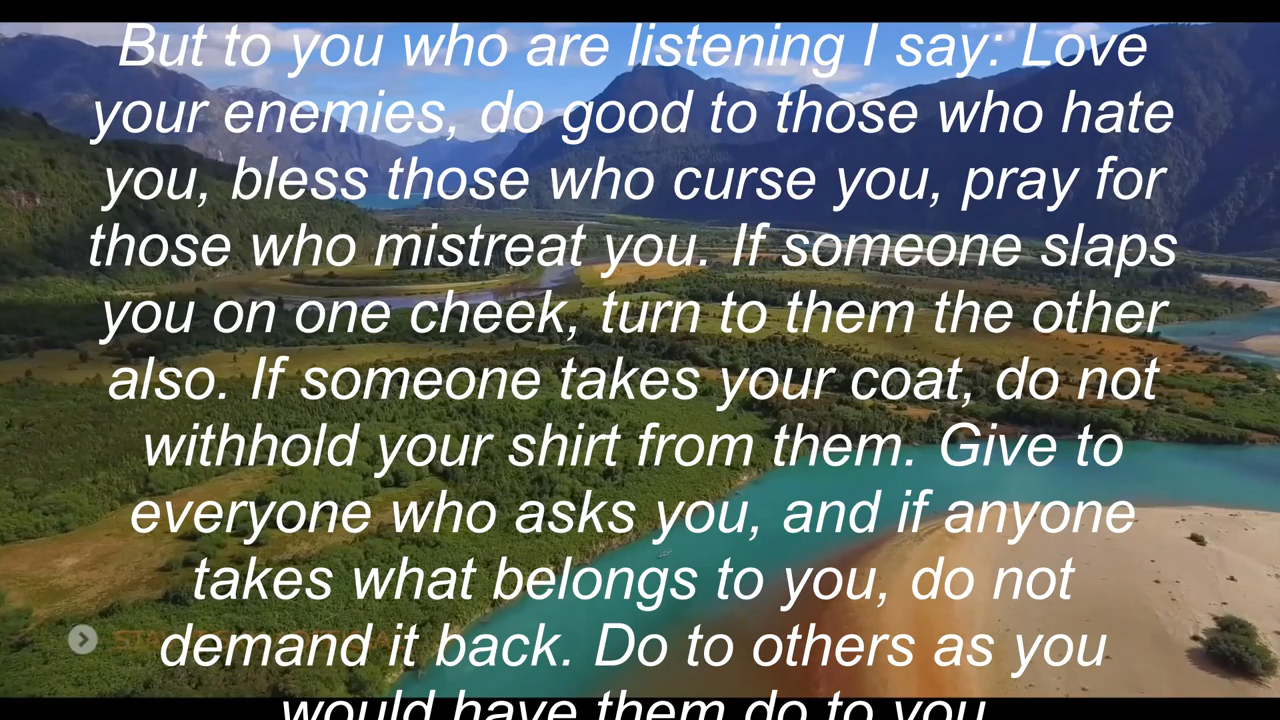 But to you who are listening I say: Love
your enemies, do good to those who hate
you, bless those who curse you, pray for
those who mistreat you. If someone slaps
you on one cheek, turn to them the other
also. If someone takes your coat, do not
withhold your shirt from them. Give to
everyone who asks you, and if anyone
takes what belongs to you, do not
demand it back. Do to others as you
would have them do to you